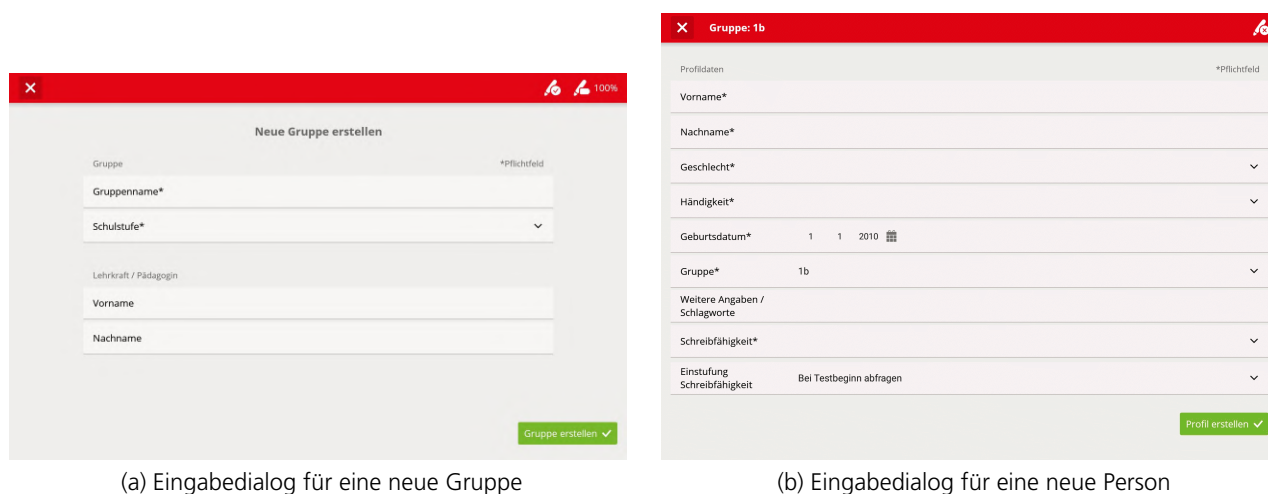 100%
Neue Gruppe erstellen
Gruppe *Pflichtfeld
Gruppenname*
Schulstufe*
Lehrkraft / Pädagogin
Vorname
Nachname
Gruppe erstellen
(a) Eingabedialog für eine neue Gruppe
Gruppe: 1b
Profildaten *Pflichtfeld
Vorname*
Nachname*
Geschlecht*
Händigkeit*
Geburtsdatum* 1 1 2010
Gruppe* 1b
Weitere Angaben /
Schlagworte
Schreibfähigkeit*
Einstufung
Schreibfähigkeit Bei Testbeginn abfragen
Profil erstellen
(b) Eingabedialog für eine neue Person